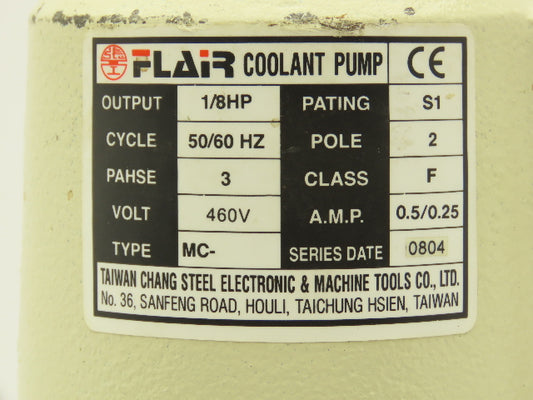 FLAIR COOLANT PUMP CE
OUTPUT 1/8HP PATING S1
CYCLE 50/60 HZ POLE 2
PAHSE 3 CLASS F
VOLT 460V A.M.P. 0.5/0.25
TYPE MC- SERIES DATE 0804
TAIWAN CHANG STEEL ELECTRONIC & MACHINE TOOLS CO., LTD.
No. 36, SANFENG ROAD, HOULI, TAICHUNG HSIEN, TAIWAN